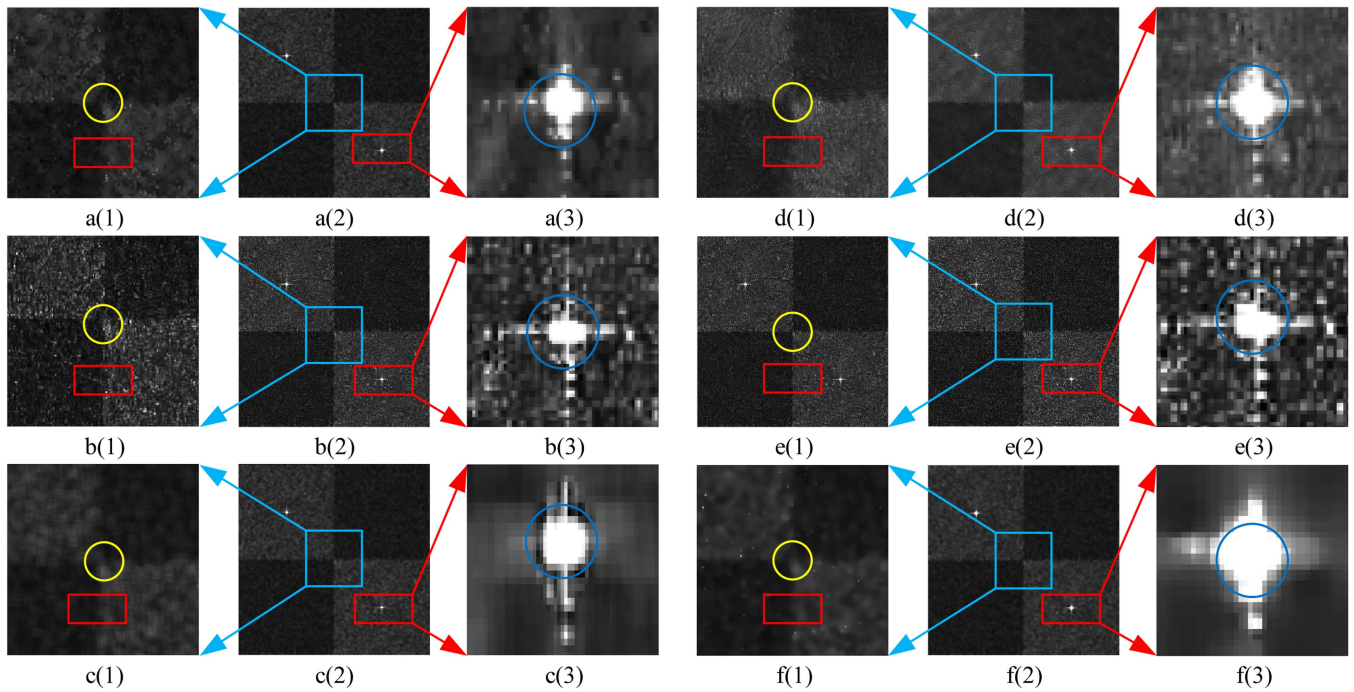 a(1) a(2) a(3) d(1) d(2) d(3)
b(1) b(2) b(3) e(1) e(2) e(3)
c(1) c(2) c(3) f(1) f(2) f(3)